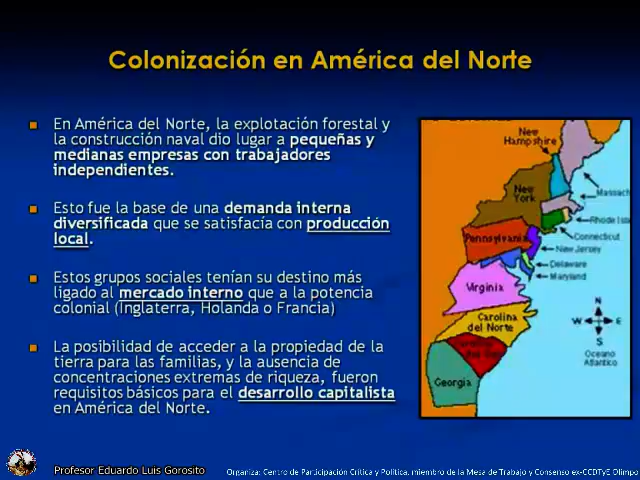 Colonización en América del Norte
En América del Norte, la explotación forestal y
la construcción naval dio lugar a pequeñas y
medianas empresas con trabajadores
independientes.
Esto fue la base de una demanda interna
diversificada que se satisfacía con producción
local.
Estos grupos sociales tenían su destino más
ligado al mercado interno que a la potencia
colonial (Inglaterra, Holanda o Francia)
La posibilidad de acceder a la propiedad de la
tierra para las familias, y la ausencia de
concentraciones extremas de riqueza, fueron
requisitos básicos para el desarrollo capitalista
en América del Norte.
New
Hampshire
New
York
Massach
Rhode Isla
Connecticut
Pennsylvania
New Jersey
Delaware
Maryland
Virginia
Carolina
del Norte
N
W E
S
Oceano
Atlantico
Georgia
Profesor Eduardo Luis Gorosito
Organiza: Centro de Participación Crítica y Política, miembro de la Mesa de Trabajo y Consenso ex-CCDTyE Olimpo